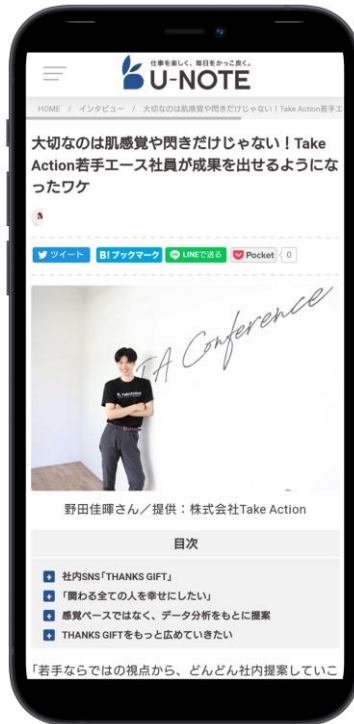 仕事を楽しく、毎日をかっこ良く。
U-NOTE
HOME / インタビュー / 大切なのは肌感覚や閃きだけじゃない！Take Action若手エ
大切なのは肌感覚や閃きだけじゃない！Take
Action若手エース社員が成果を出せるようにな
ったワケ
ツイート B!ブックマーク LINEで送る Pocket 0
TA Conference
Take Action
野田佳暉さん／提供：株式会社Take Action
目次
社内SNS「THANKS GIFT」
「関わる全ての人を幸せにしたい」
感覚ベースではなく、データ分析をもとに提案
THANKS GIFTをもっと広めていきたい
「若手ならではの視点から、どんどん社内提案していこ